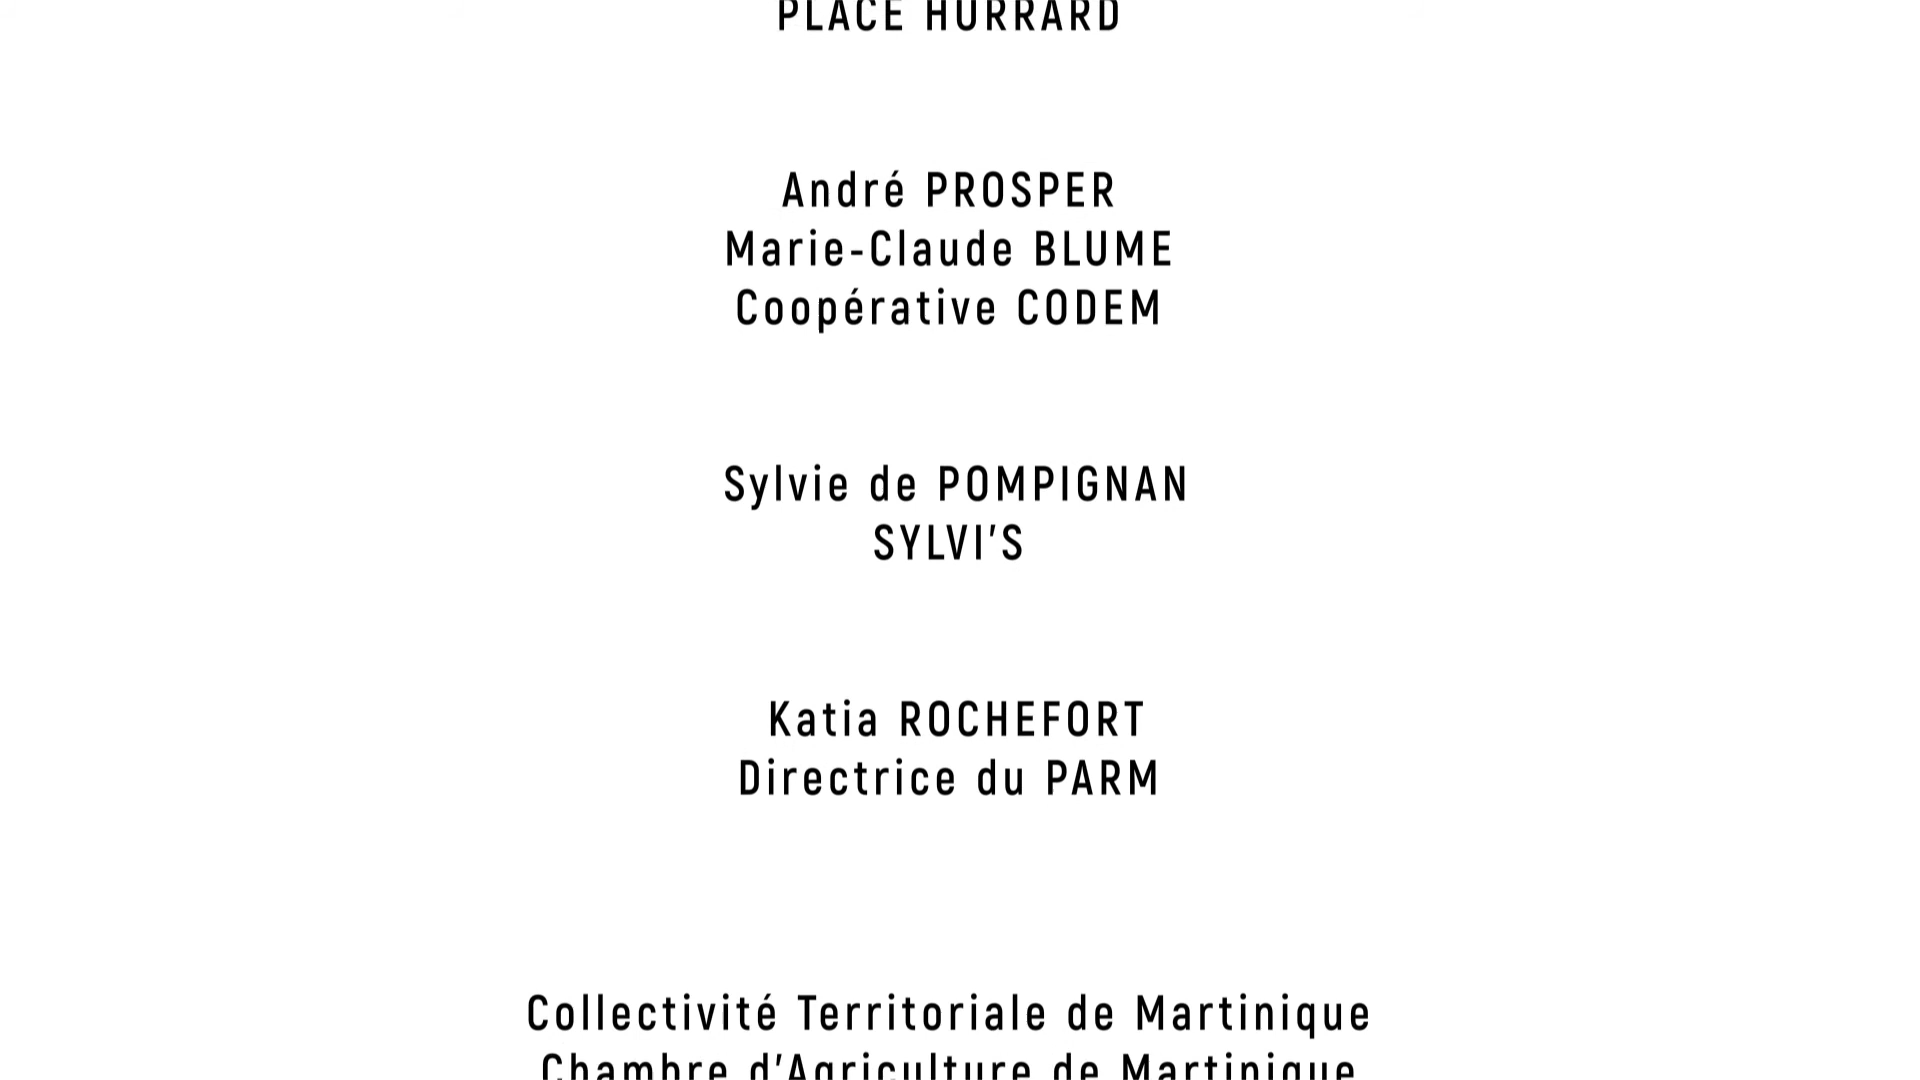 PLACE HURRARD
André PROSPER
Marie-Claude BLUME
Coopérative CODEM
Sylvie de POMPIGNAN
SYLVI'S
Katia ROCHEFORT
Directrice du PARM
Collectivité Territoriale de Martinique
Chambre d'Agriculture de Martinique